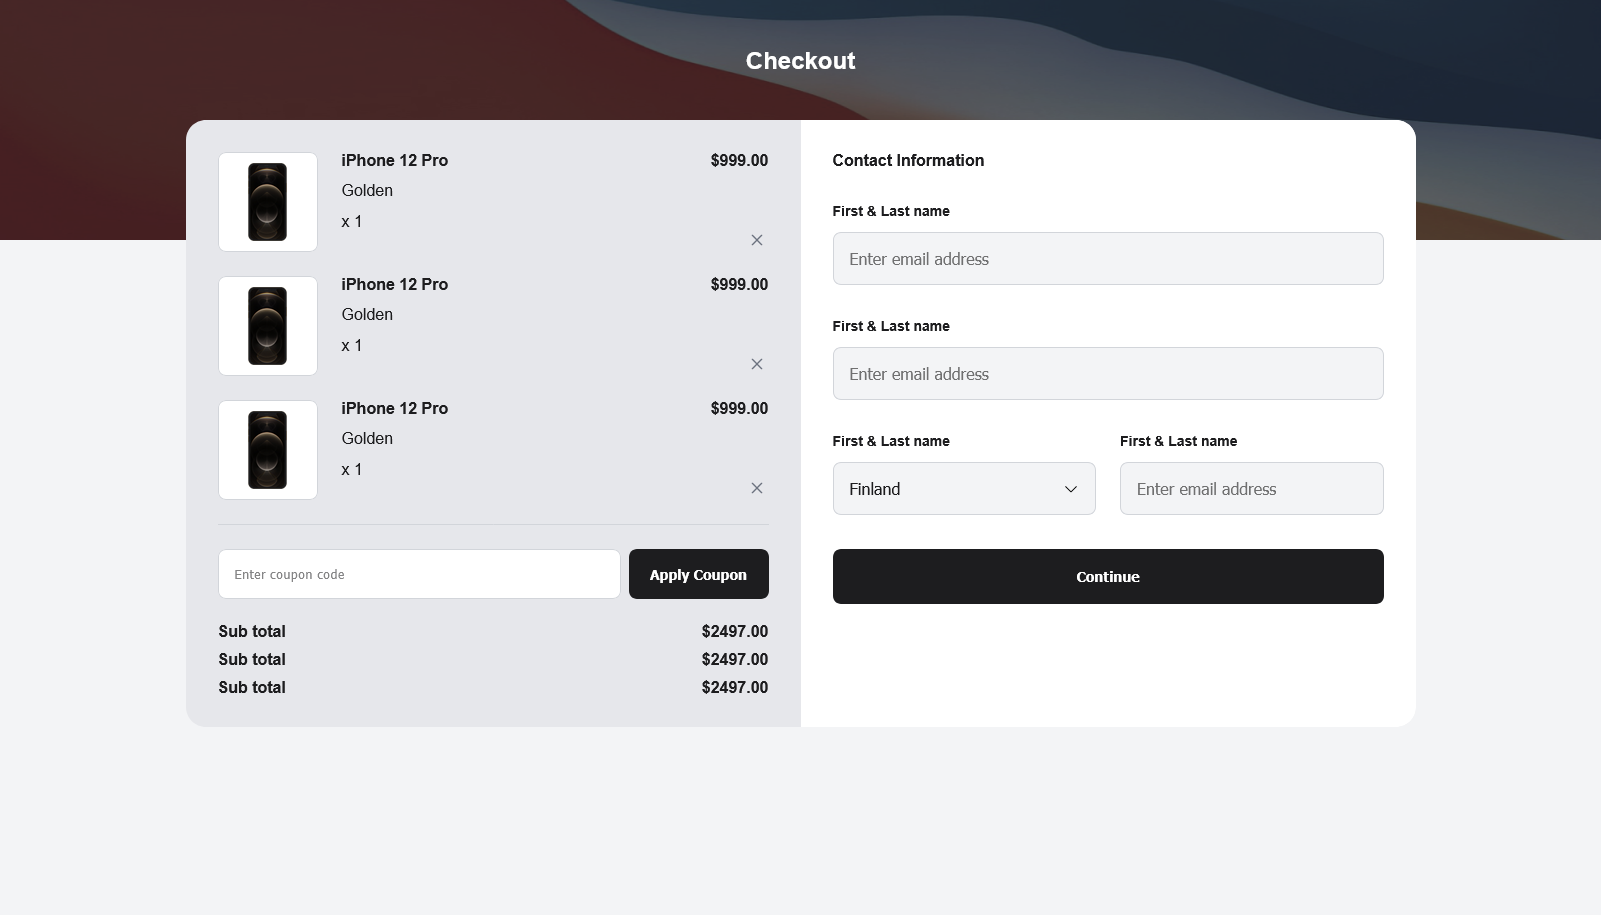 Checkout
iPhone 12 Pro $999.00
Golden
x 1
iPhone 12 Pro $999.00
Golden
x 1
iPhone 12 Pro $999.00
Golden
x 1
Enter coupon code Apply Coupon
Sub total $2497.00
Sub total $2497.00
Sub total $2497.00
Contact Information
First & Last name
Enter email address
First & Last name
Enter email address
First & Last name First & Last name
Finland Enter email address
Continue